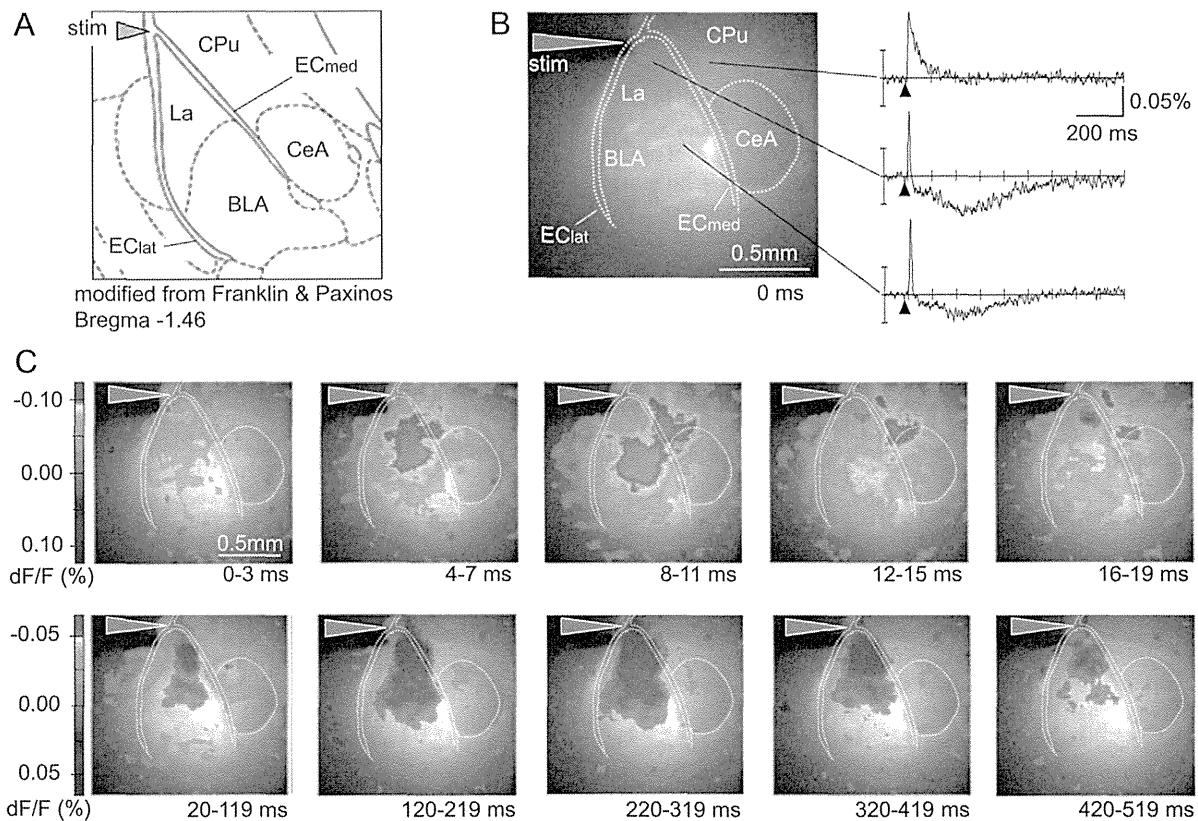 A
stim
CPu
ECmed
La
CeA
BLA
EClat
modified from Franklin & Paxinos
Bregma -1.46
B
stim
CPu
La
CeA
BLA
EClat
ECmed
0.5mm
0 ms
0.05%
200 ms
C
-0.10
0.00
0.10
dF/F (%)
0.5mm
0-3 ms
4-7 ms
8-11 ms
12-15 ms
16-19 ms
-0.05
0.00
0.05
dF/F (%)
20-119 ms
120-219 ms
220-319 ms
320-419 ms
420-519 ms